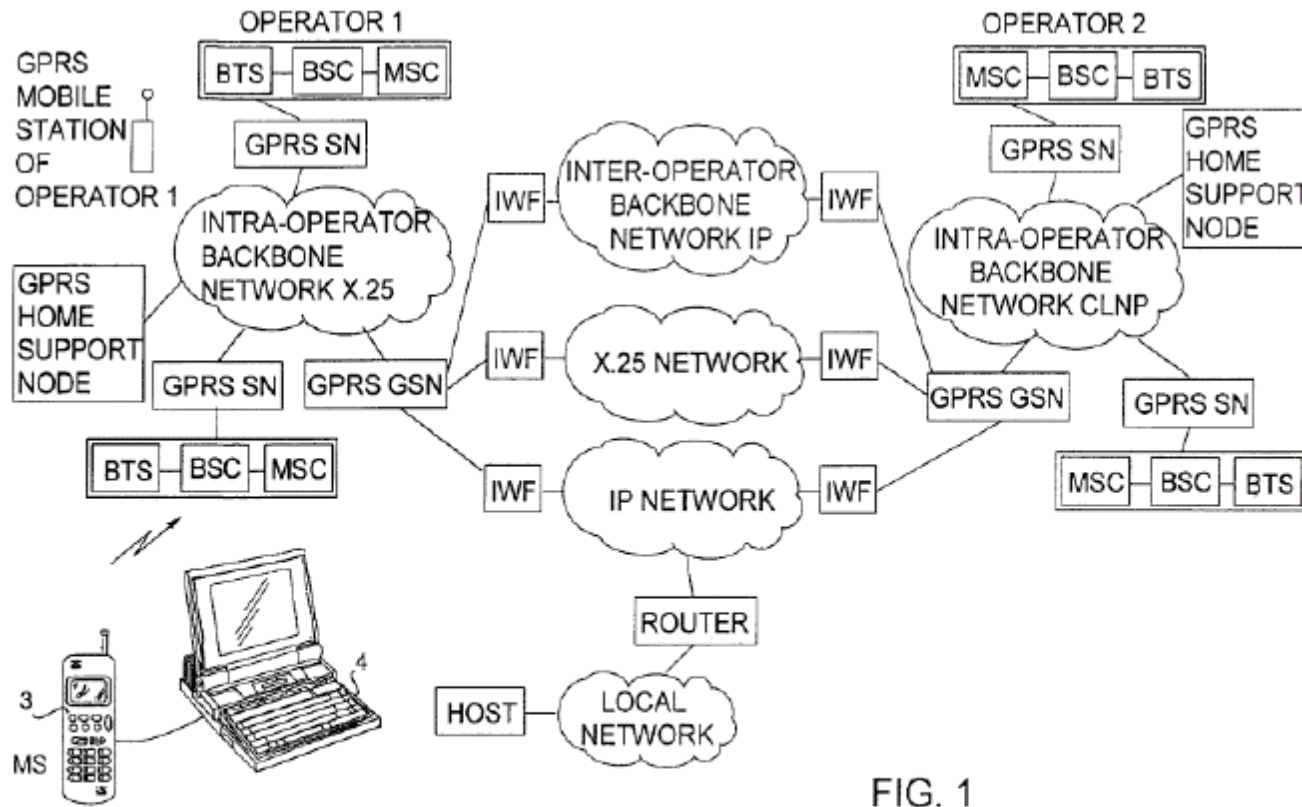 OPERATOR 1
BTS
BSC
MSC
GPRS
MOBILE
STATION
OF
OPERATOR 1
GPRS SN
INTRA-OPERATOR
BACKBONE
NETWORK X.25
GPRS
HOME
SUPPORT
NODE
GPRS SN
GPRS GSN
BTS
BSC
MSC
IWF
INTER-OPERATOR
BACKBONE
NETWORK IP
IWF
IWF
X.25 NETWORK
IWF
IWF
IP NETWORK
IWF
ROUTER
HOST
LOCAL
NETWORK
OPERATOR 2
MSC
BSC
BTS
GPRS SN
GPRS
HOME
SUPPORT
NODE
INTRA-OPERATOR
BACKBONE
NETWORK CLNP
GPRS GSN
GPRS SN
MSC
BSC
BTS
3
4
MS
FIG. 1